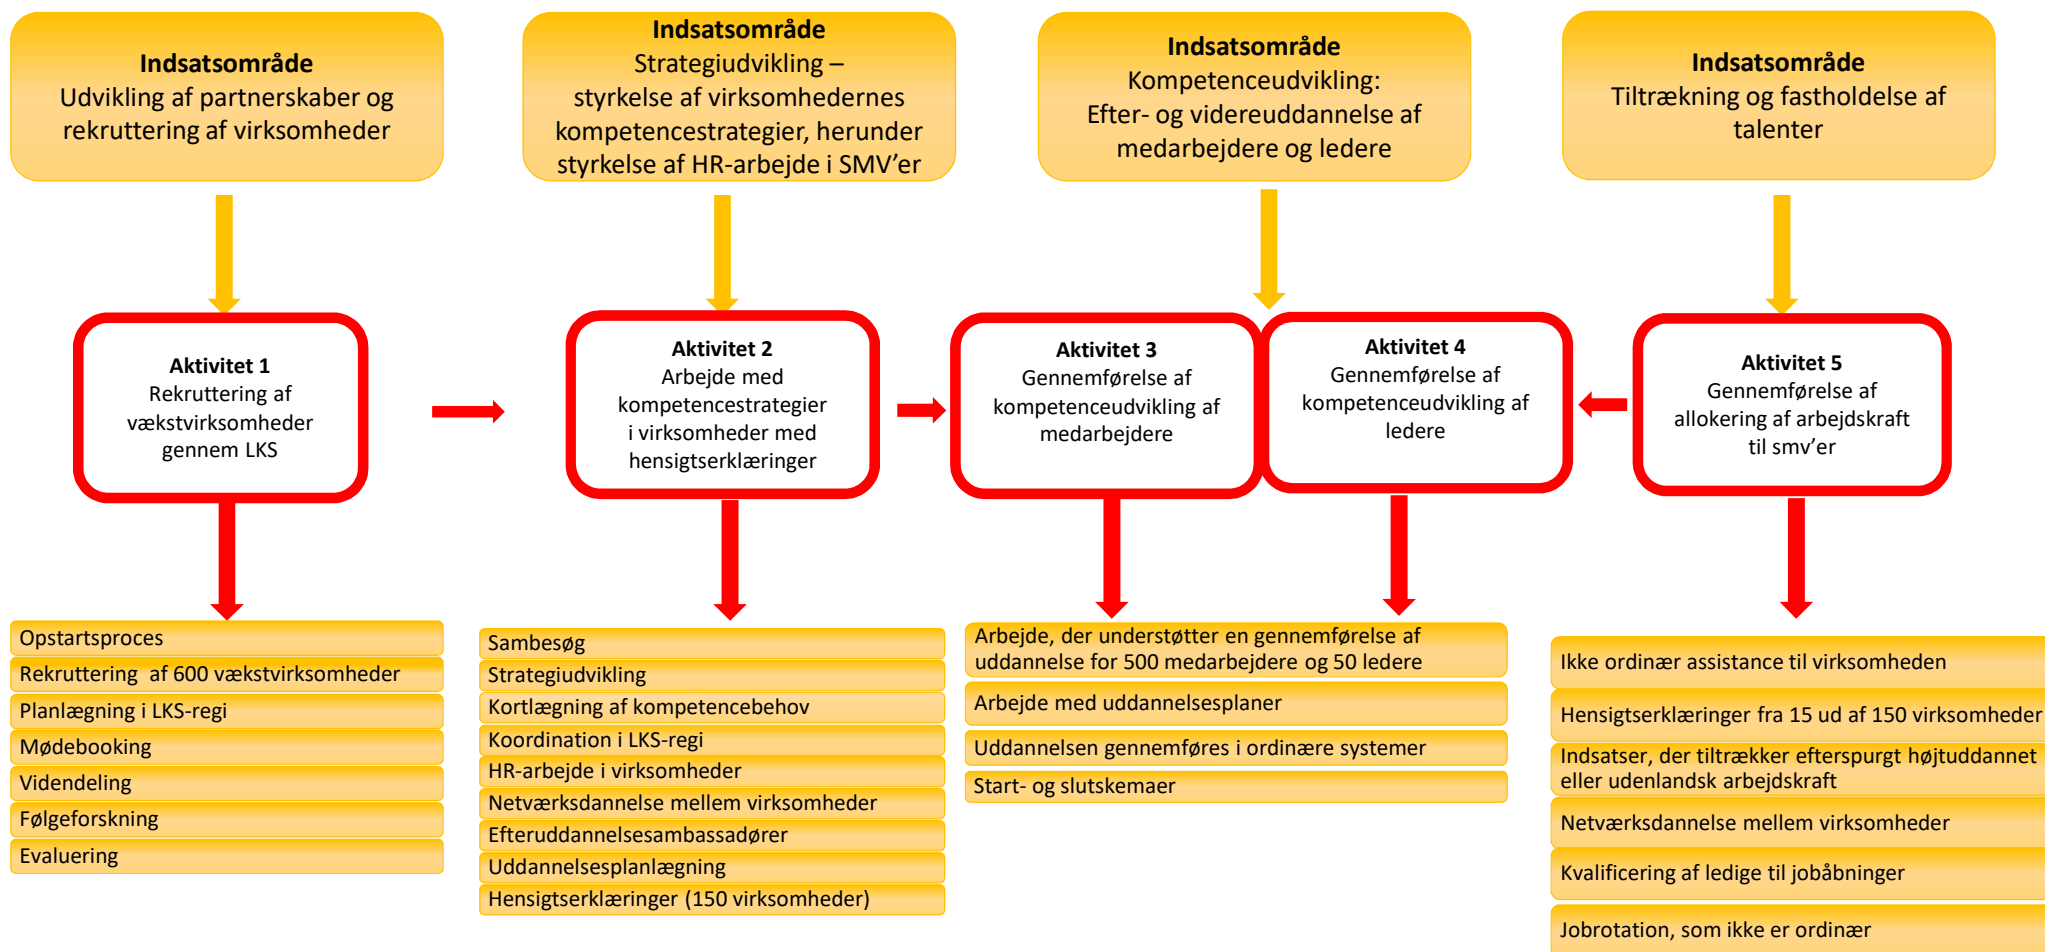 Indsatsområde
Udvikling af partnerskaber og
rekruttering af virksomheder
Indsatsområde
Strategiudvikling –
styrkelse af virksomhedernes
kompetencestrategier, herunder
styrkelse af HR-arbejde i SMV’er
Indsatsområde
Kompetenceudvikling:
Efter- og videreuddannelse af
medarbejdere og ledere
Indsatsområde
Tiltrækning og fastholdelse af
talenter
Aktivitet 1
Rekruttering af
vækstvirksomheder
gennem LKS
Aktivitet 2
Arbejde med
kompetencestrategier
i virksomheder med
hensigtserklæringer
Aktivitet 3
Gennemførelse af
kompetenceudvikling af
medarbejdere
Aktivitet 4
Gennemførelse af
kompetenceudvikling af
ledere
Aktivitet 5
Gennemførelse af
allokering af arbejdskraft
til smv’er
Opstartsproces
Rekruttering af 600 vækstvirksomheder
Planlægning i LKS-regi
Mødebooking
Videndeling
Følgeforskning
Evaluering
Sambesøg
Strategiudvikling
Kortlægning af kompetencebehov
Koordination i LKS-regi
HR-arbejde i virksomheder
Netværksdannelse mellem virksomheder
Efteruddannelsesambassadører
Uddannelsesplanlægning
Hensigtserklæringer (150 virksomheder)
Arbejde, der understøtter en gennemførelse af
uddannelse for 500 medarbejdere og 50 ledere
Arbejde med uddannelsesplaner
Uddannelsen gennemføres i ordinære systemer
Start- og slutskemaer
Ikke ordinær assistance til virksomheden
Hensigtserklæringer fra 15 ud af 150 virksomheder
Indsatser, der tiltrækker efterspurgt højtuddannet
eller udenlandsk arbejdskraft
Netværksdannelse mellem virksomheder
Kvalificering af ledige til jobåbninger
Jobrotation, som ikke er ordinær